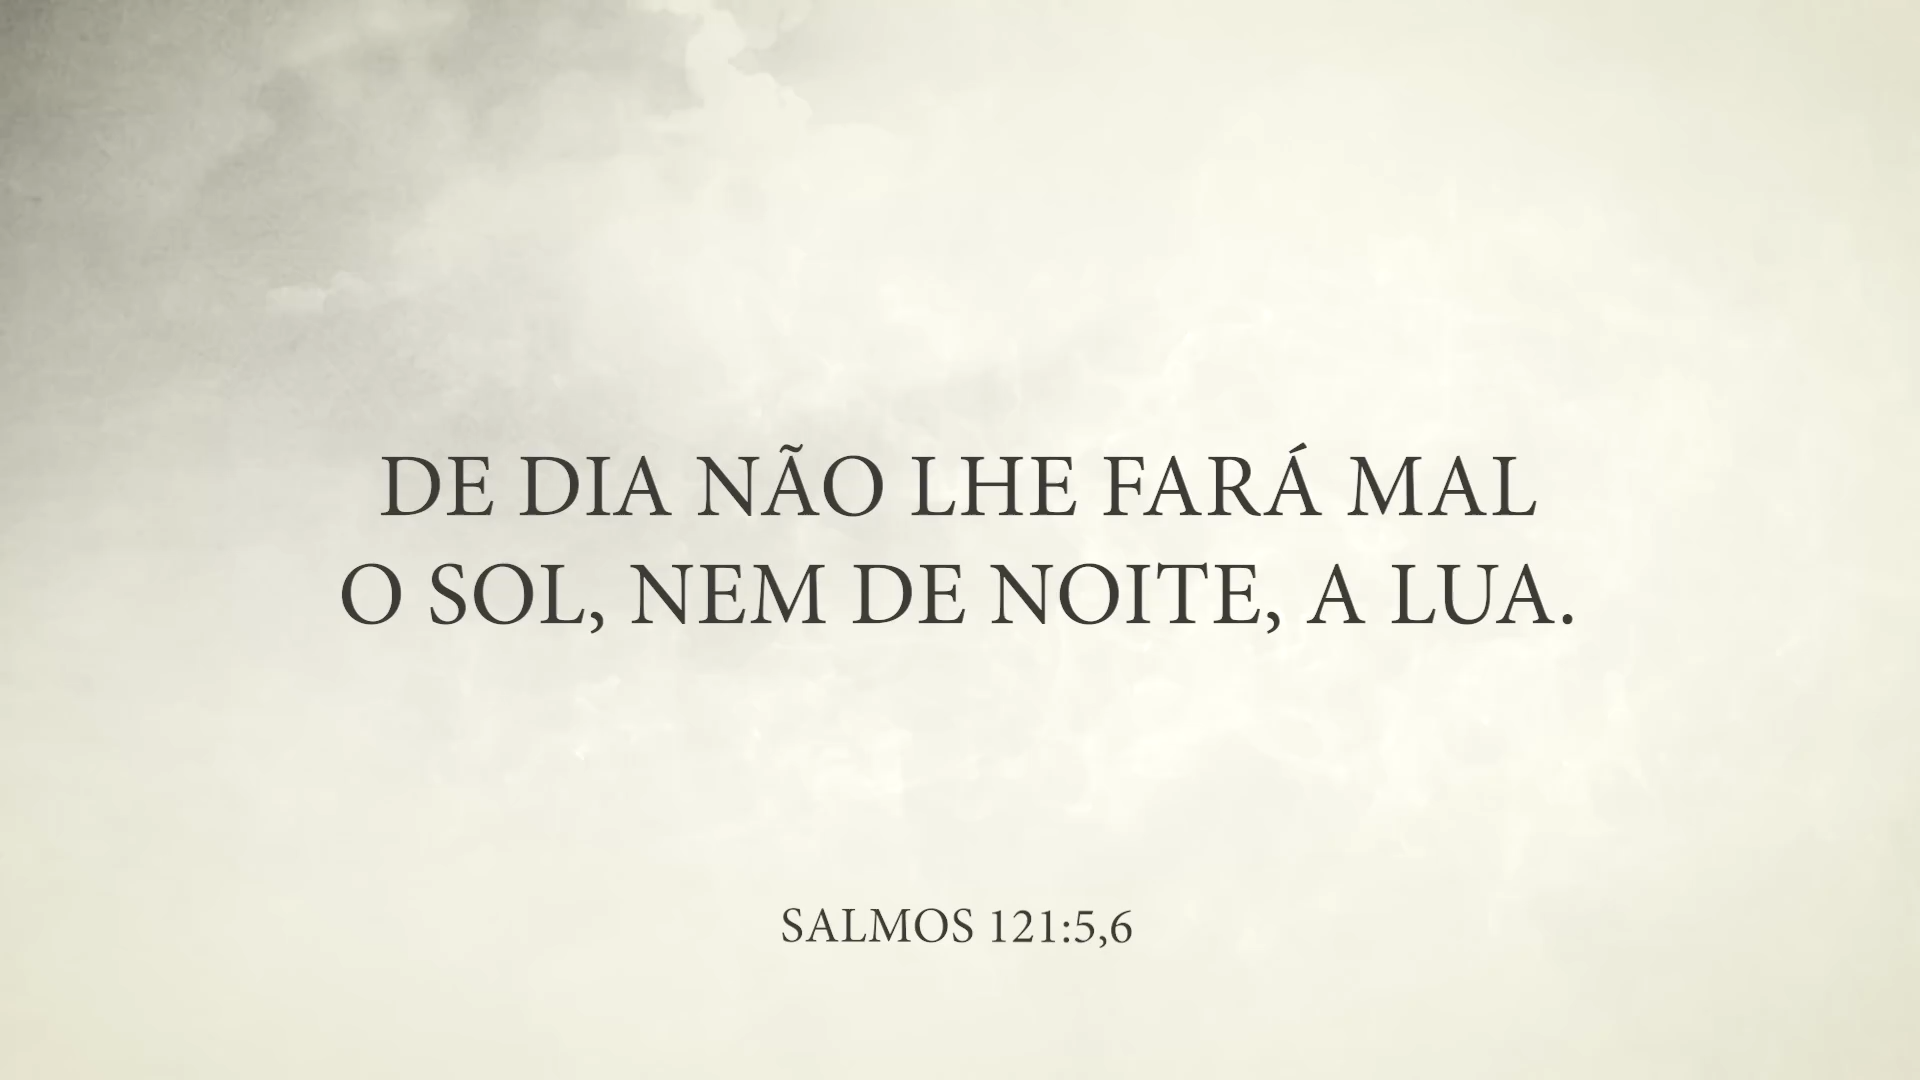 DE DIA NÃO LHE FARÁ MAL
O SOL, NEM DE NOITE, A LUA.
SALMOS 121:5,6